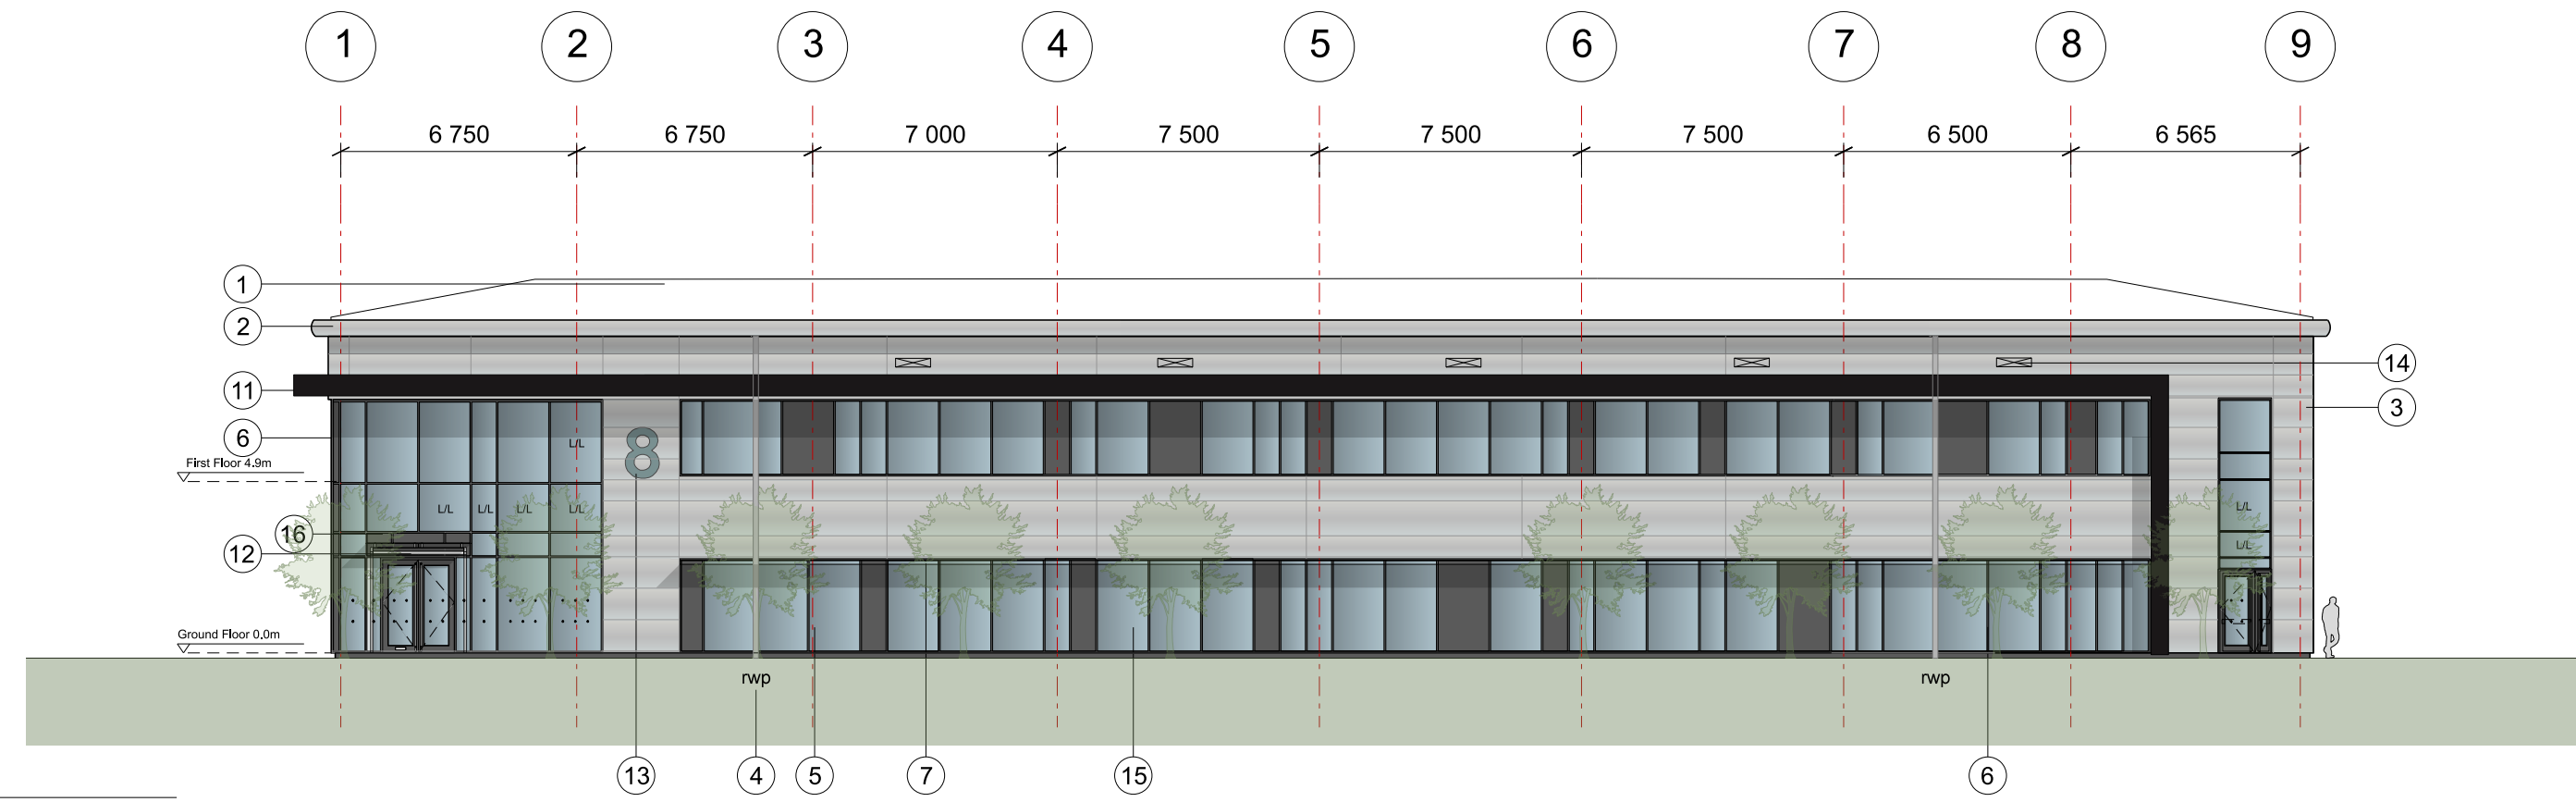 1 2 3 4 5 6 7 8 9
6 750 6 750 7 000 7 500 7 500 7 500 6 500 6 565
1
2
14
11
3
6
8
L/L
First Floor 4.9m
L/L L/L L/L L/L
L/L
16
12
L/L
Ground Floor 0.0m
rwp rwp
13 4 5 7 15 6